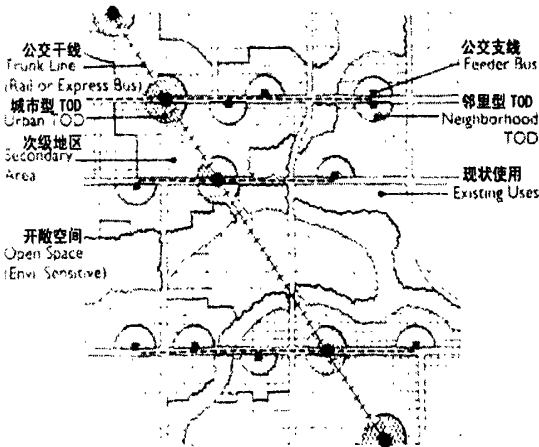 公交干线
Trunk Line
(Rail or Express Bus)
城市型 TOD
Urban TOD
次级地区
Secondary
Area
开敞空间
Open Space
(Envi Sensitive)
公交支线
Feeder Bus
邻里型 TOD
Neighborhood
TOD
现状使用
Existing Uses